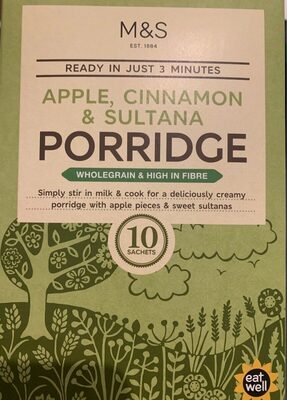 M&S
EST. 1884
READY IN JUST 3 MINUTES
APPLE, CINNAMON
& SULTANA
PORRIDGE
WHOLEGRAIN & HIGH IN FIBRE
Simply stir in milk & cook for a deliciously creamy
porridge with apple pieces & sweet sultanas
10
SACHETS
eat
well